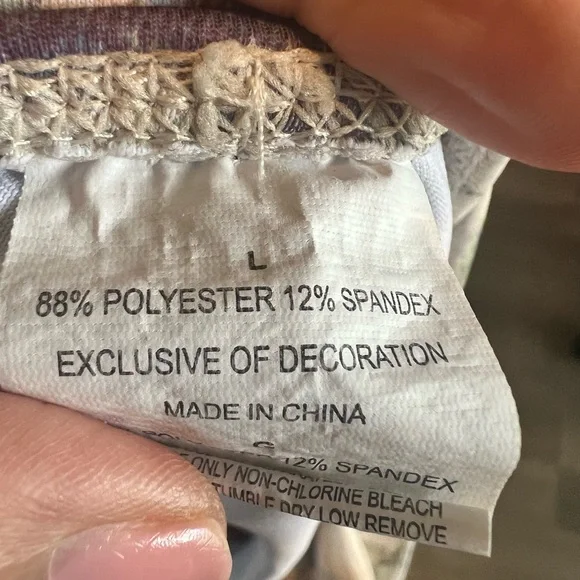 L
88% POLYESTER 12% SPANDEX
EXCLUSIVE OF DECORATION
MADE IN CHINA
12% SPANDEX
ONLY NON-CHLORINE BLEACH
TUMBLE DRY LOW REMOVE